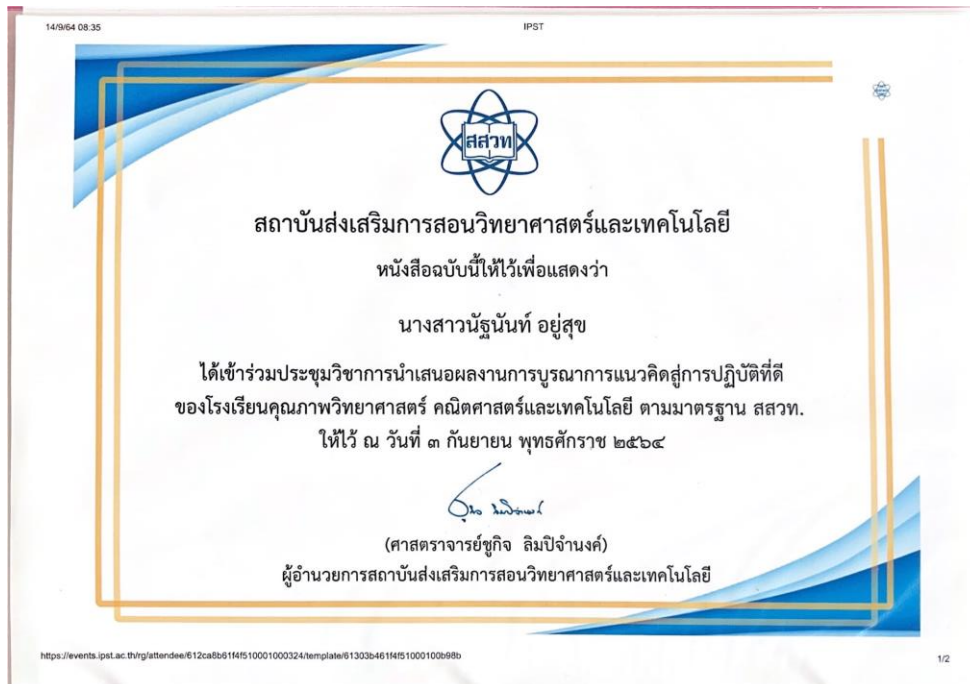 14/9/64 08:35
IPST
สสวท
สถาบันส่งเสริมการสอนวิทยาศาสตร์และเทคโนโลยี
หนังสือฉบับนี้ให้ไว้เพื่อแสดงว่า
นางสาวนัฐนันท์ อยู่สุข
ได้เข้าร่วมประชุมวิชาการนำเสนอผลงานการบูรณาการแนวคิดสู่การปฏิบัติที่ดี
ของโรงเรียนคุณภาพวิทยาศาสตร์ คณิตศาสตร์และเทคโนโลยี ตามมาตรฐาน สสวท.
ให้ไว้ ณ วันที่ ๓ กันยายน พุทธศักราช ๒๕๖๔
(ศาสตราจารย์ชูกิจ ลิมปิจำนงค์)
ผู้อำนวยการสถาบันส่งเสริมการสอนวิทยาศาสตร์และเทคโนโลยี
https://events.ipst.ac.th/rg/attendee/612ca8b61f4f510001000324/template/61303b461f4f51000100b98b
1/2